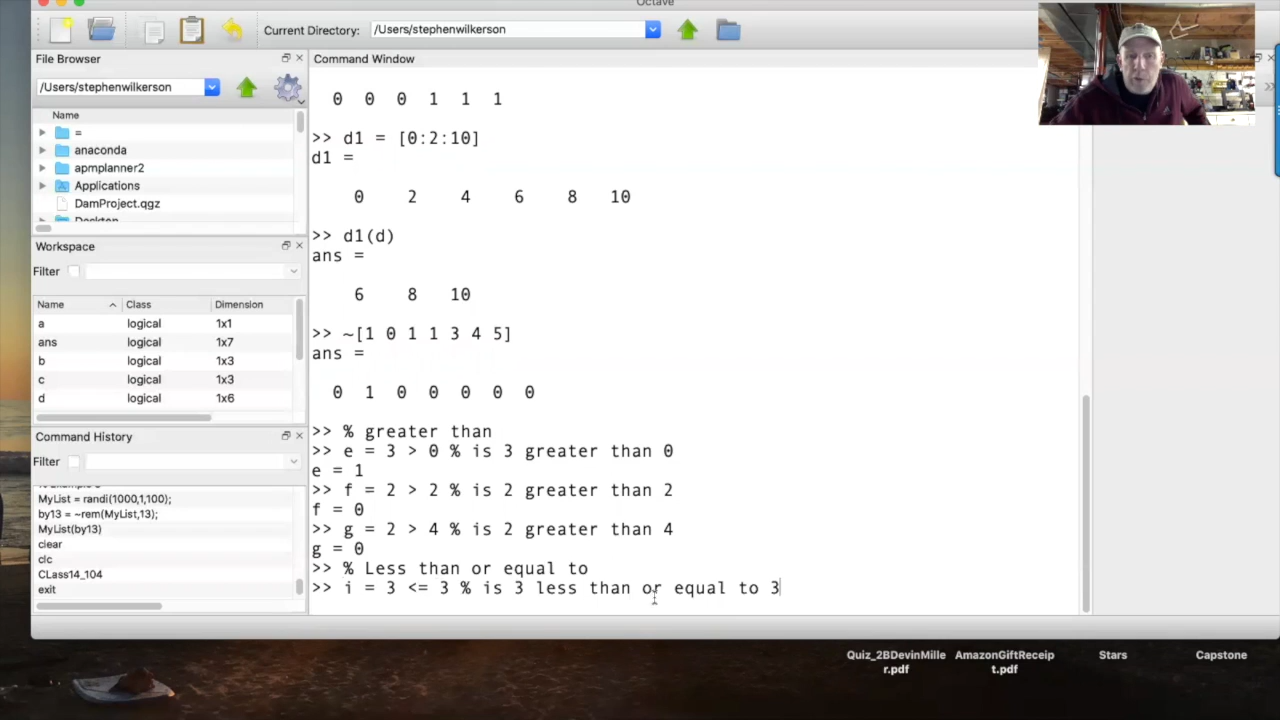 Octave
Current Directory: /Users/stephenwilkerson
File Browser
/Users/stephenwilkerson
Name
=
anaconda
apmplanner2
Applications
DamProject.qgz
Desktop
Workspace
Filter
Name Class Dimension
a logical 1x1
ans logical 1x7
b logical 1x3
c logical 1x3
d logical 1x6
Command History
Filter
MyList = randi(1000,1,100);
by13 = ~rem(MyList,13);
MyList(by13)
clear
clc
CLass14_104
exit
Command Window
0 0 0 1 1 1
>> d1 = [0:2:10]
d1 =
0 2 4 6 8 10
>> d1(d)
ans =
6 8 10
>> ~[1 0 1 1 3 4 5]
ans =
0 1 0 0 0 0 0
>> % greater than
>> e = 3 > 0 % is 3 greater than 0
e = 1
>> f = 2 > 2 % is 2 greater than 2
f = 0
>> g = 2 > 4 % is 2 greater than 4
g = 0
>> % Less than or equal to
>> i = 3 <= 3 % is 3 less than or equal to 3
Quiz_2BDevinMille
r.pdf
AmazonGiftReceip
t.pdf
Stars
Capstone